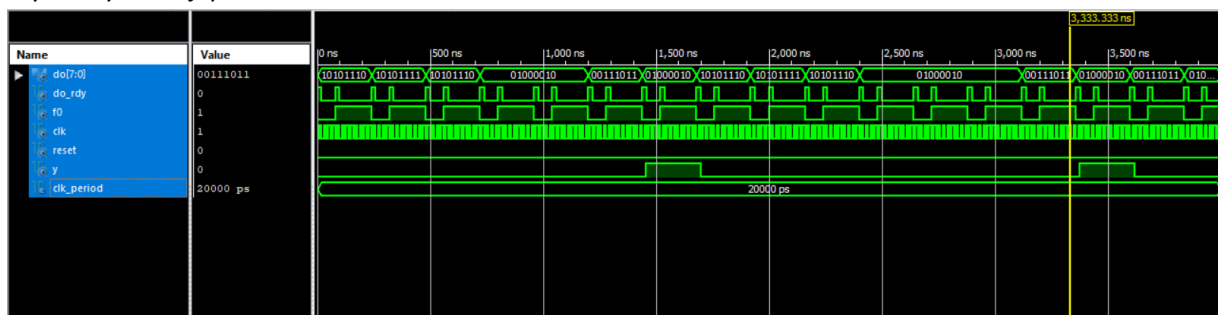 3,333.333 ns
Name Value
|0 ns |500 ns |1,000 ns |1,500 ns |2,000 ns |2,500 ns |3,000 ns |3,500 ns
do[7:0] 00111011 10101110 10101111 10101110 01000010 00111011 01000010 10101110 10101111 10101110 01000010 00111011 01000010 00111011 010...
do_rdy 0
f0 1
clk 1
reset 0
y 0
clk_period 20000 ps 20000 ps